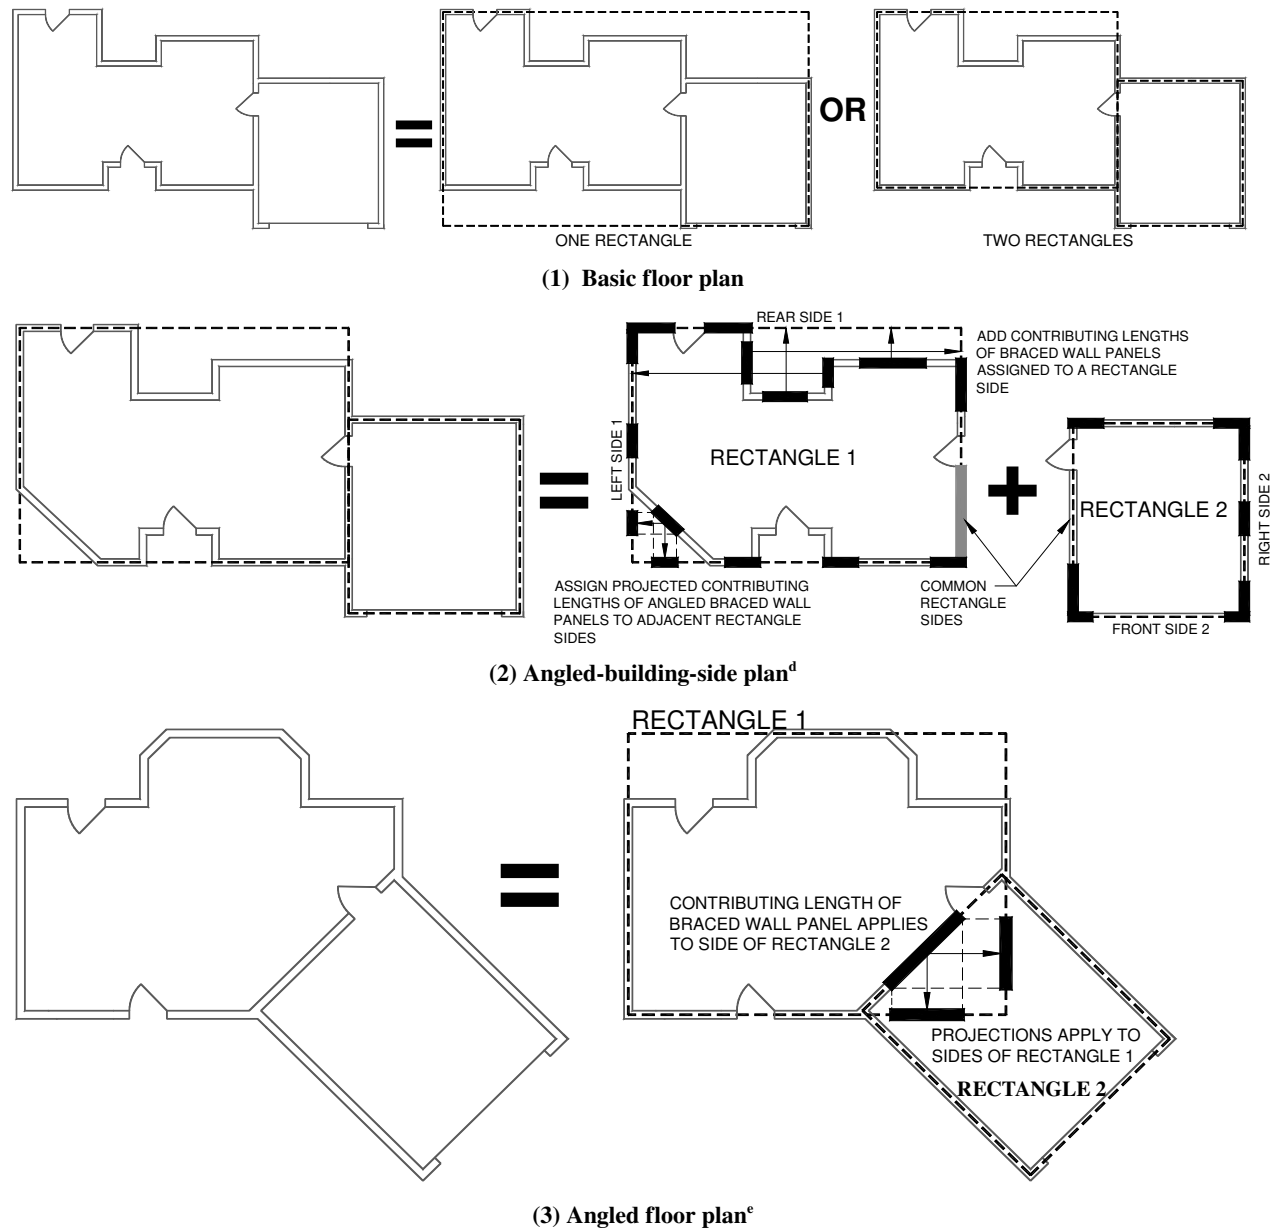 OR
ONE RECTANGLE
TWO RECTANGLES
(1) Basic floor plan
REAR SIDE 1
ADD CONTRIBUTING LENGTHS
OF BRACED WALL PANELS
ASSIGNED TO A RECTANGLE
SIDE
LEFT SIDE 1
RECTANGLE 1
RECTANGLE 2
RIGHT SIDE 2
ASSIGN PROJECTED CONTRIBUTING
LENGTHS OF ANGLED BRACED WALL
PANELS TO ADJACENT RECTANGLE
SIDES
COMMON
RECTANGLE
SIDES
FRONT SIDE 2
(2) Angled-building-side plan^d
RECTANGLE 1
CONTRIBUTING LENGTH OF
BRACED WALL PANEL APPLIES
TO SIDE OF RECTANGLE 2
PROJECTIONS APPLY TO
SIDES OF RECTANGLE 1
RECTANGLE 2
(3) Angled floor plan^e